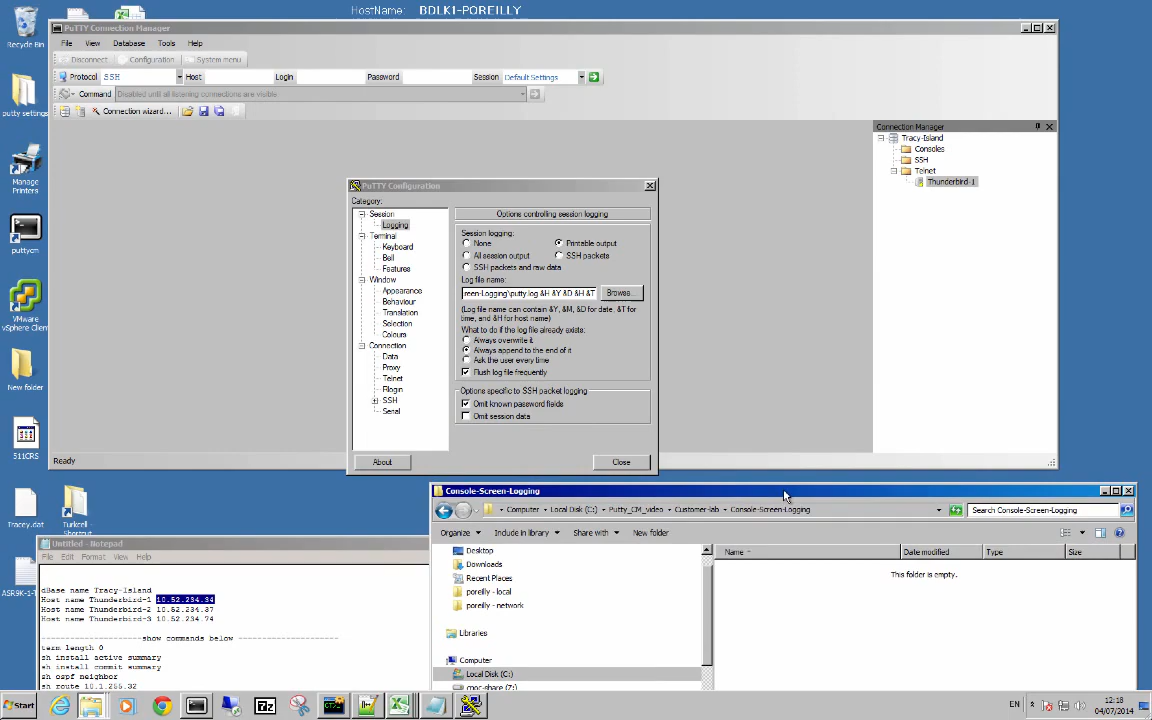 HostName: BDLK1-POREILLY
Recycle Bin
PuTTY Connection Manager
File View Database Tools Help
Disconnect Configuration System menu
Protocol SSH Host Login Password Session Default Settings
Command Disabled until all listening connections are visible
Connection wizard...
putty settings
Manage Printers
puttycm
VMware vSphere Client
New folder
511CRS
Connection Manager
Tracy-Island
Consoles
SSH
Telnet
Thunderbird-1
PuTTY Configuration
Category:
Session
Logging
Terminal
Keyboard
Bell
Features
Window
Appearance
Behaviour
Translation
Selection
Colours
Connection
Data
Proxy
Telnet
Rlogin
SSH
Serial
Options controlling session logging
Session logging:
None Printable output
All session output SSH packets
SSH packets and raw data
Log file name:
reen-Logging\putty.log &H &Y &D &H &T Browse...
(Log file name can contain &Y, &M, &D for date, &T for
time, and &H for host name)
What to do if the log file already exists:
Always overwrite it
Always append to the end of it
Ask the user every time
Flush log file frequently
Options specific to SSH packet logging
Omit known password fields
Omit session data
About Close
Ready
Tracey.dat
Turkcell - Shortcut
ASR9K-1-T
Untitled - Notepad
File Edit Format View Help
dBase name Tracy-Island
Host name Thunderbird-1 10.52.234.34
Host name Thunderbird-2 10.52.234.37
Host name Thunderbird-3 10.52.234.74
----------------------show commands below ---------------------
term length 0
sh install active summary
sh install commit summary
sh ospf neighbor
sh route 10.1.255.32
Console-Screen-Logging
Computer Local Disk (C:) Putty_CM_video Customer-lab Console-Screen-Logging
Search Console-Screen-Logging
Organize Include in library Share with New folder
Desktop
Downloads
Recent Places
poreilly - local
poreilly - network
Libraries
Computer
Local Disk (C:)
Name Date modified Type Size
This folder is empty.
Start
EN
12:18
04/07/2014